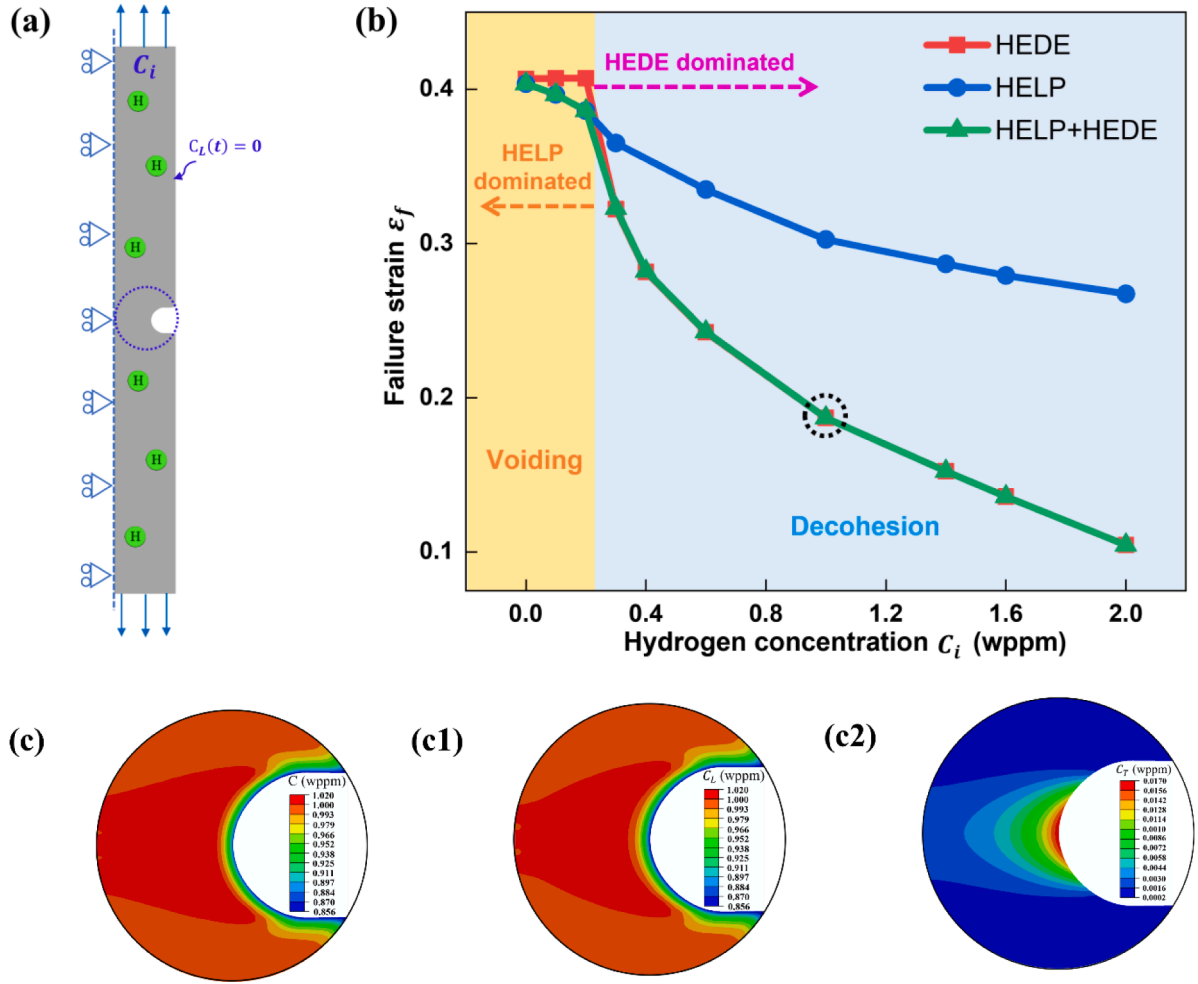 (a)
C_i
H
H
C_L(t) = 0
H
H
H
H
(b)
HEDE dominated
HEDE
HELP
HELP+HEDE
HELP
dominated
Voiding
Decohesion
Failure strain ε_f
0.4
0.3
0.2
0.1
0.0
0.4
0.8
1.2
1.6
2.0
Hydrogen concentration C_i (wppm)
(c)
C (wppm)
1.020
1.000
0.993
0.979
0.966
0.952
0.938
0.925
0.911
0.897
0.884
0.870
0.856
(c1)
C_L (wppm)
1.020
1.000
0.993
0.979
0.966
0.952
0.938
0.925
0.911
0.897
0.884
0.870
0.856
(c2)
C_T (wppm)
0.0170
0.0156
0.0142
0.0128
0.0114
0.0010
0.0086
0.0072
0.0058
0.0044
0.0030
0.0016
0.0002